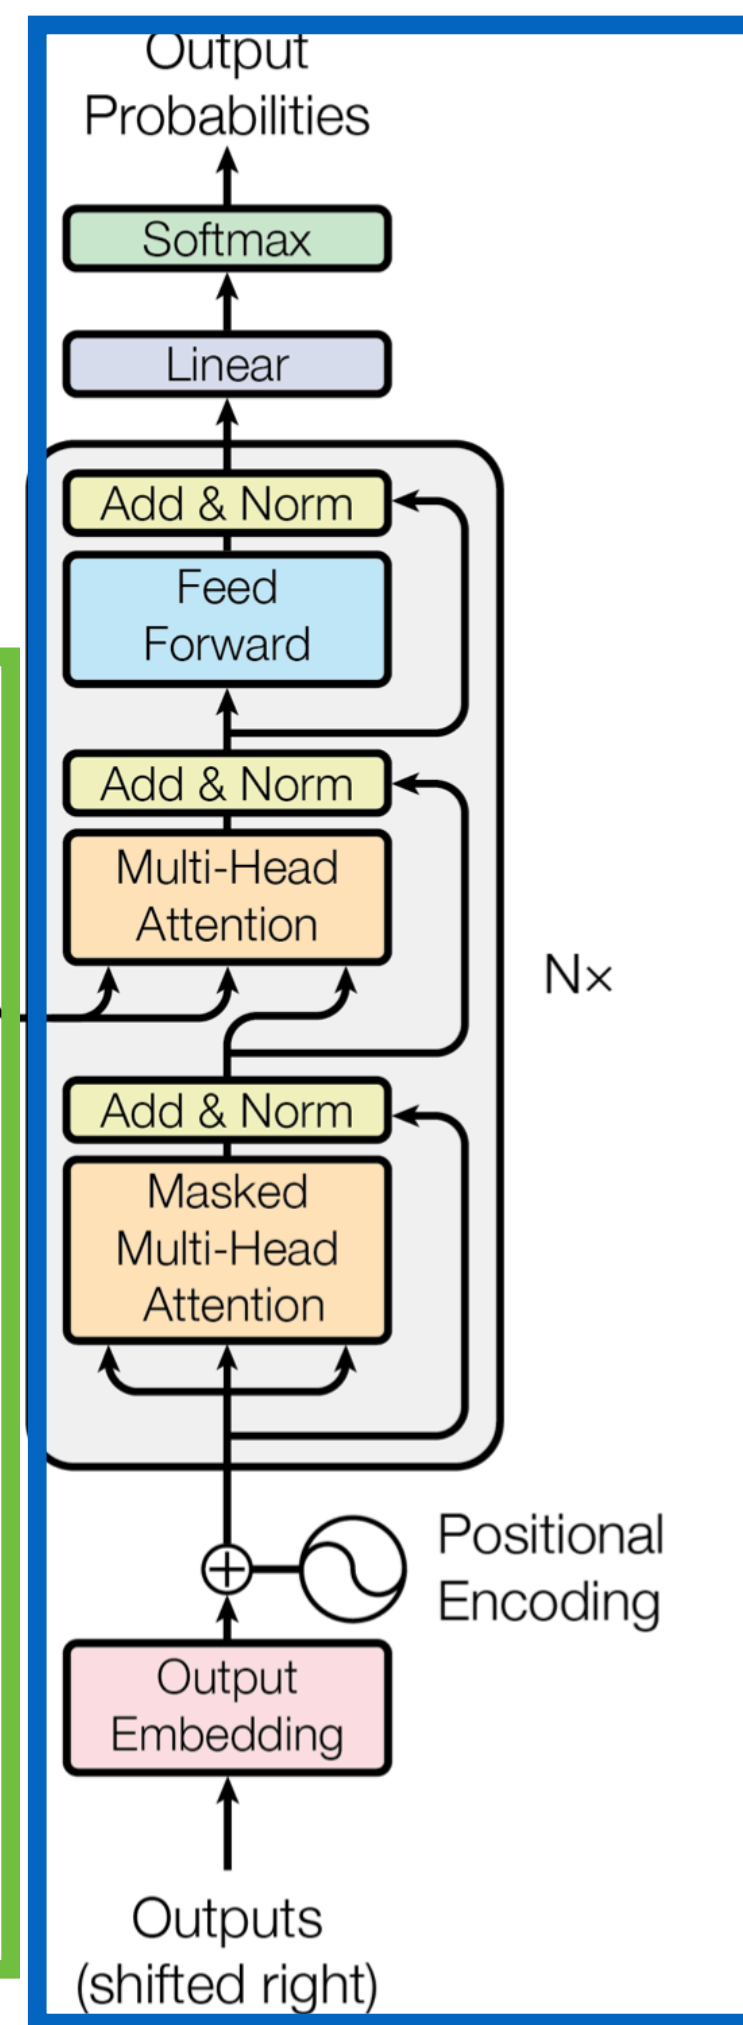 Output
Probabilities
Softmax
Linear
Add & Norm
Feed
Forward
Add & Norm
Multi-Head
Attention
N×
Add & Norm
Masked
Multi-Head
Attention
Positional
Encoding
Output
Embedding
Outputs
(shifted right)